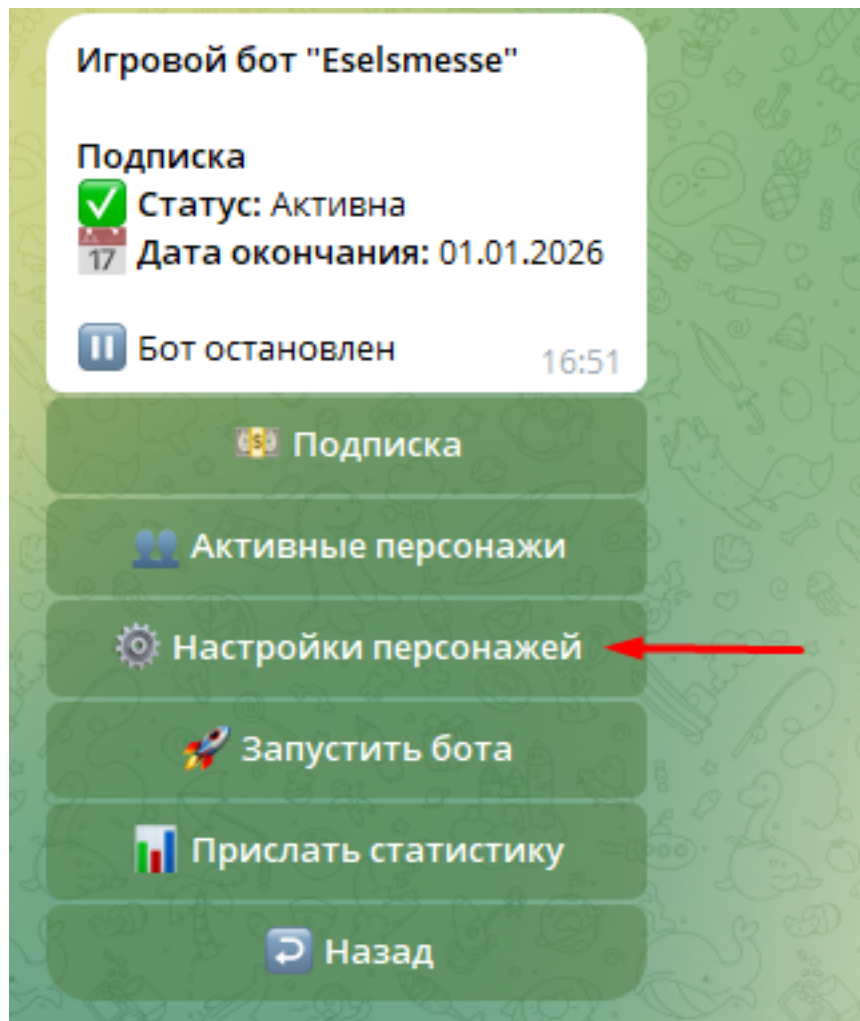 Игровой бот "Eselsmesse"
Подписка
Статус: Активна
17 Дата окончания: 01.01.2026
Бот остановлен
16:51
Подписка
Активные персонажи
Настройки персонажей
Запустить бота
Прислать статистику
Назад